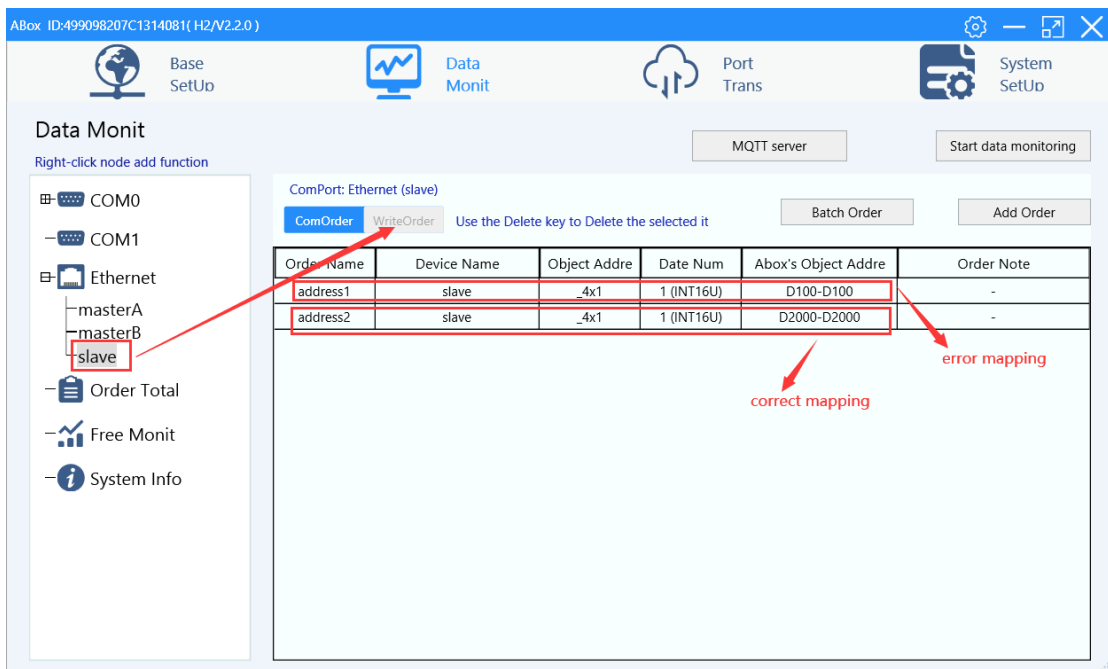 ABox ID:499098207C1314081( H2/V2.2.0 )
Base
SetUp
Data
Monit
Port
Trans
System
SetUp
Data Monit
Right-click node add function
MQTT server
Start data monitoring
COM0
COM1
Ethernet
masterA
masterB
slave
Order Total
Free Monit
System Info
ComPort: Ethernet (slave)
ComOrder
WriteOrder
Use the Delete key to Delete the selected it
Batch Order
Add Order
Order Name Device Name Object Addre Date Num Abox's Object Addre Order Note
address1 slave _4x1 1 (INT16U) D100-D100 -
address2 slave _4x1 1 (INT16U) D2000-D2000 -
error mapping
correct mapping